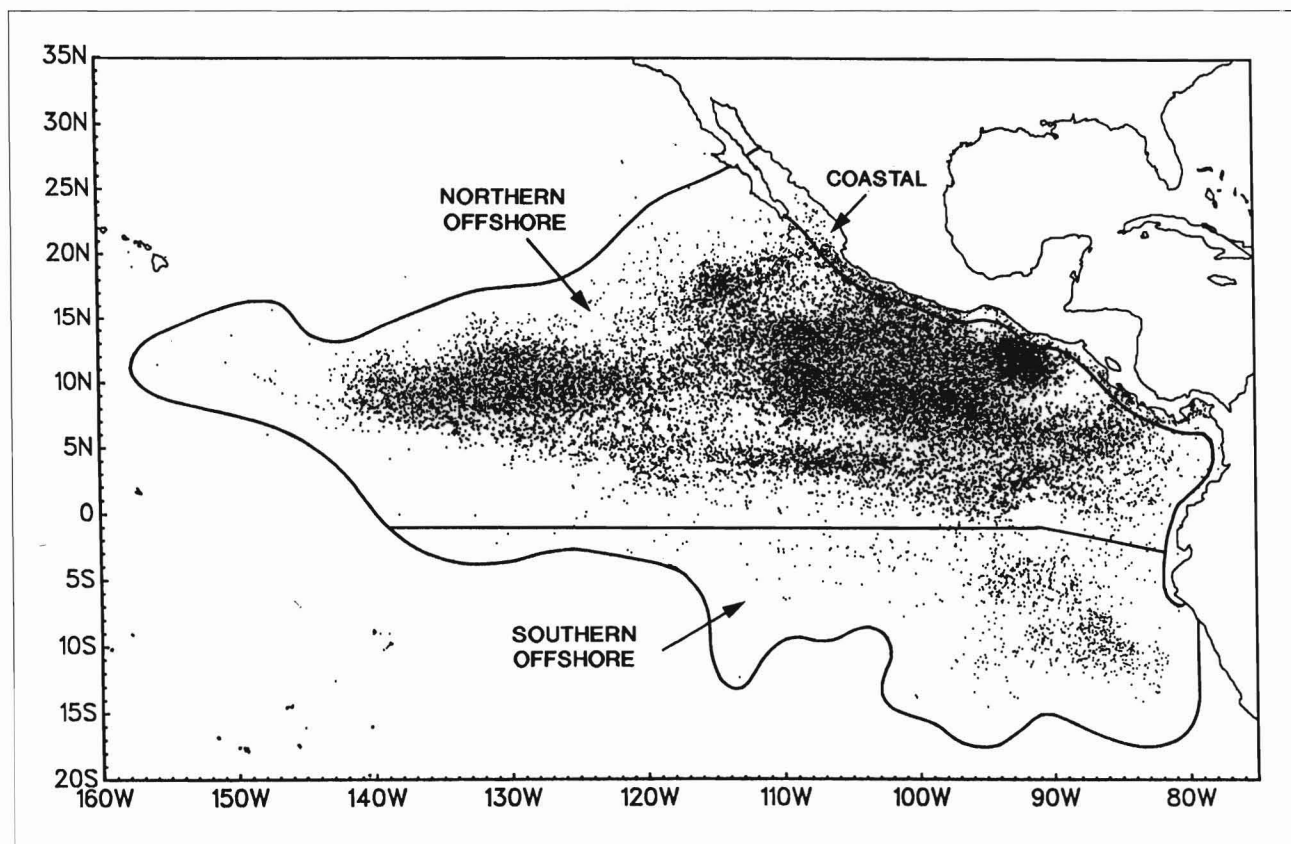 35N
30N
25N
20N
15N
10N
5N
0
5S
10S
15S
20S
NORTHERN
OFFSHORE
COASTAL
SOUTHERN
OFFSHORE
160W 150W 140W 130W 120W 110W 100W 90W 80W